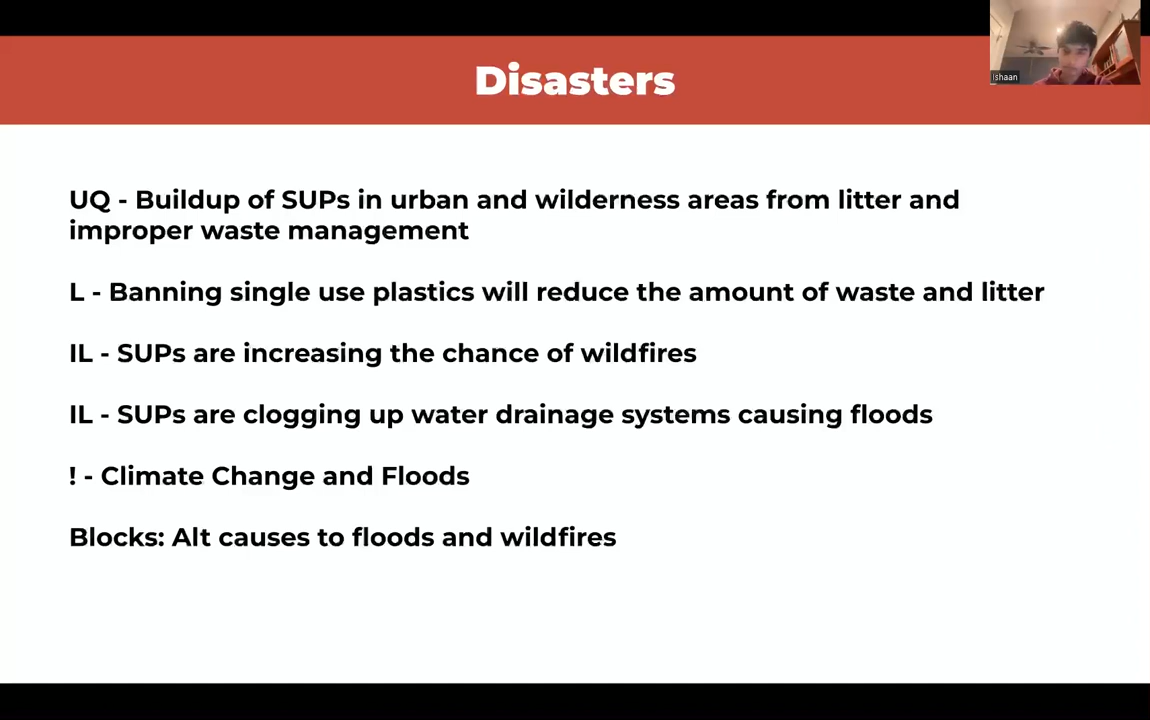 Disasters
ishaan
UQ - Buildup of SUPs in urban and wilderness areas from litter and
improper waste management
L - Banning single use plastics will reduce the amount of waste and litter
IL - SUPs are increasing the chance of wildfires
IL - SUPs are clogging up water drainage systems causing floods
! - Climate Change and Floods
Blocks: Alt causes to floods and wildfires